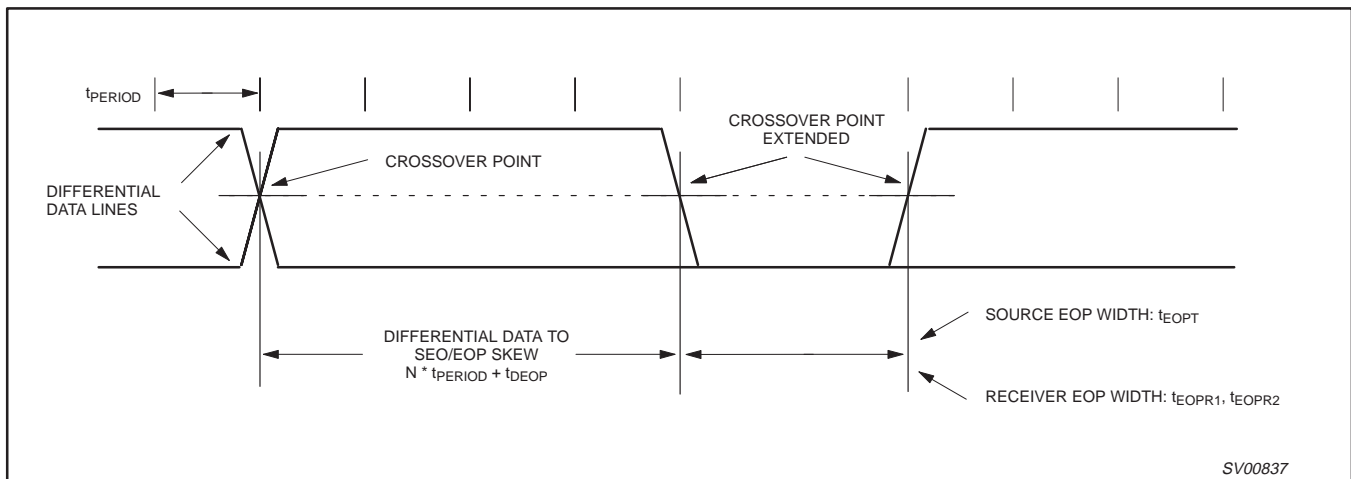 tPERIOD
CROSSOVER POINT
CROSSOVER POINT
EXTENDED
DIFFERENTIAL
DATA LINES
DIFFERENTIAL DATA TO
SEO/EOP SKEW
N * tPERIOD + tDEOP
SOURCE EOP WIDTH: tEOPT
RECEIVER EOP WIDTH: tEOPR1, tEOPR2
SV00837